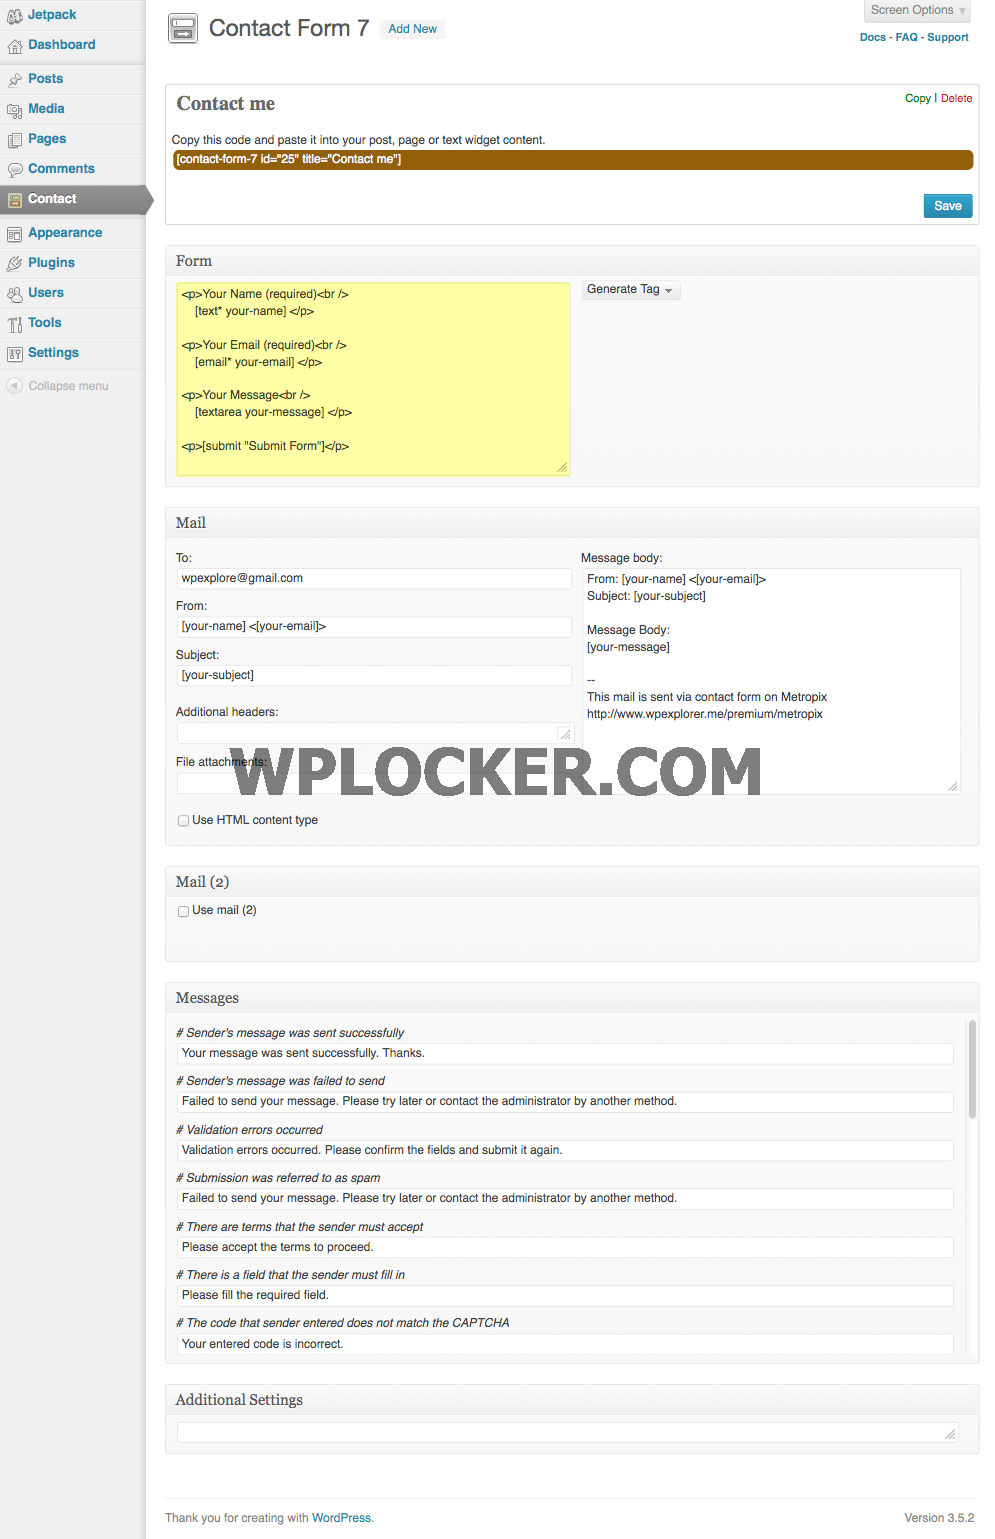 Jetpack
Dashboard
Posts
Media
Pages
Comments
Contact
Appearance
Plugins
Users
Tools
Settings
Collapse menu
Screen Options
Contact Form 7 Add New
Docs - FAQ - Support
Contact me
Copy | Delete
Copy this code and paste it into your post, page or text widget content.
[contact-form-7 id="25" title="Contact me"]
Save
Form
<p>Your Name (required)<br />
[text* your-name] </p>
<p>Your Email (required)<br />
[email* your-email] </p>
<p>Your Message<br />
[textarea your-message] </p>
<p>[submit "Submit Form"]</p>
Generate Tag
Mail
To:
wpexplore@gmail.com
From:
[your-name] <[your-email]>
Subject:
[your-subject]
Additional headers:
File attachments:
Use HTML content type
Message body:
From: [your-name] <[your-email]>
Subject: [your-subject]
Message Body:
[your-message]
--
This mail is sent via contact form on Metropix
http://www.wpexplorer.me/premium/metropix
WPLOCKER.COM
Mail (2)
Use mail (2)
Messages
# Sender's message was sent successfully
Your message was sent successfully. Thanks.
# Sender's message was failed to send
Failed to send your message. Please try later or contact the administrator by another method.
# Validation errors occurred
Validation errors occurred. Please confirm the fields and submit it again.
# Submission was referred to as spam
Failed to send your message. Please try later or contact the administrator by another method.
# There are terms that the sender must accept
Please accept the terms to proceed.
# There is a field that the sender must fill in
Please fill the required field.
# The code that sender entered does not match the CAPTCHA
Your entered code is incorrect.
Additional Settings
Thank you for creating with WordPress.
Version 3.5.2